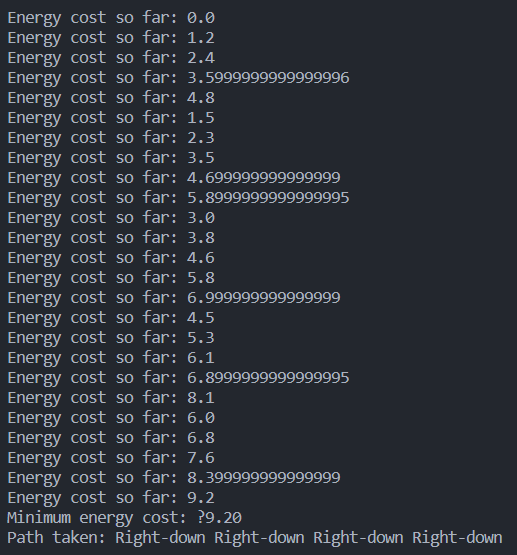 Energy cost so far: 0.0
Energy cost so far: 1.2
Energy cost so far: 2.4
Energy cost so far: 3.5999999999999996
Energy cost so far: 4.8
Energy cost so far: 1.5
Energy cost so far: 2.3
Energy cost so far: 3.5
Energy cost so far: 4.699999999999999
Energy cost so far: 5.8999999999999995
Energy cost so far: 3.0
Energy cost so far: 3.8
Energy cost so far: 4.6
Energy cost so far: 5.8
Energy cost so far: 6.999999999999999
Energy cost so far: 4.5
Energy cost so far: 5.3
Energy cost so far: 6.1
Energy cost so far: 6.8999999999999995
Energy cost so far: 8.1
Energy cost so far: 6.0
Energy cost so far: 6.8
Energy cost so far: 7.6
Energy cost so far: 8.399999999999999
Energy cost so far: 9.2
Minimum energy cost: ?9.20
Path taken: Right-down Right-down Right-down Right-down